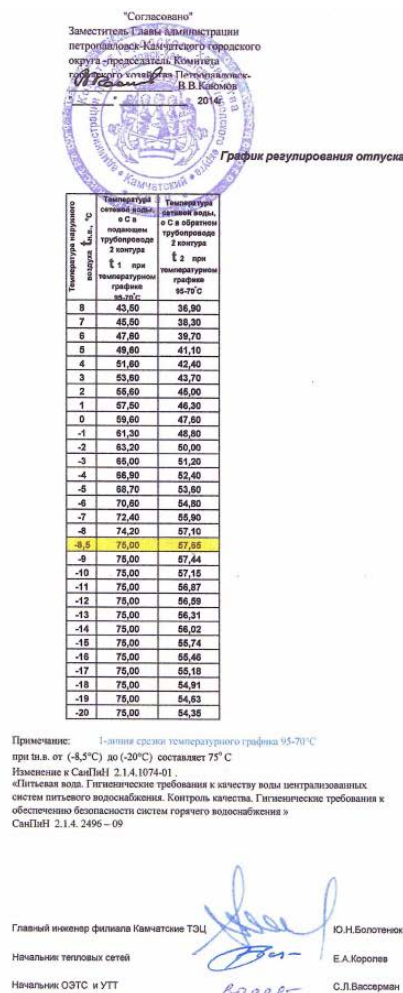 "Согласовано"
Заместитель Главы администрации
петропавловск-Камчатского городского
округа -председатель Комитета
городского хозяйства Петропавловск-
В.В.Каюмов
2014г
График регулирования отпуска
Температура наружного воздуха tн.в., °С
Температура сетевой воды, о С в подающем трубопроводе 2 контура t 1 при температурном графике 95-70°С
Температура сетевой воды, о С в обратном трубопроводе 2 контура t 2 при температурном графике 95-70°С
8 43,50 36,90
7 45,50 38,30
6 47,60 39,70
5 49,60 41,10
4 51,60 42,40
3 53,60 43,70
2 55,60 45,00
1 57,50 46,30
0 59,60 47,60
-1 61,30 48,80
-2 63,20 50,00
-3 65,00 51,20
-4 66,90 52,40
-5 68,70 53,60
-6 70,60 54,80
-7 72,40 55,90
-8 74,20 57,10
-8,5 75,00 57,65
-9 75,00 57,44
-10 75,00 57,15
-11 75,00 56,87
-12 75,00 56,59
-13 75,00 56,31
-14 75,00 56,02
-15 75,00 55,74
-16 75,00 55,46
-17 75,00 55,18
-18 75,00 54,91
-19 75,00 54,63
-20 75,00 54,35
Примечание: 1-линия срезки температурного графика 95-70°С
при tн.в. от (-8,5°С) до (-20°С) составляет 75° С
Изменение к СанПиН 2.1.4.1074-01 .
«Питьевая вода. Гигиенические требования к качеству воды централизованных
систем питьевого водоснабжения. Контроль качества. Гигиенические требования к
обеспечению безопасности систем горячего водоснабжения »
СанПиН 2.1.4. 2496 – 09
Главный инженер филиала Камчатские ТЭЦ Ю.Н.Болотенюк
Начальник тепловых сетей Е.А.Королев
Начальник ОЭТС и УТТ С.Л.Вассерман